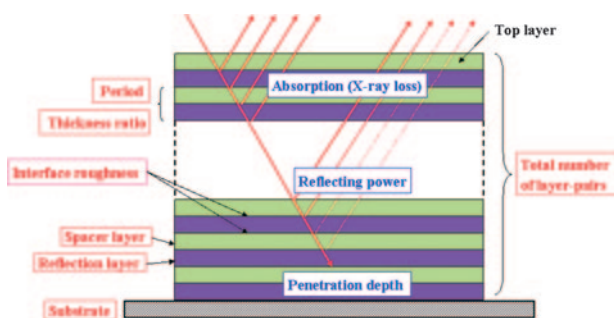 Top layer
Absorption (X-ray loss)
Period
Thickness ratio
Interface roughness
Reflecting power
Total number
of layer-pairs
Spacer layer
Reflection layer
Penetration depth
Substrate